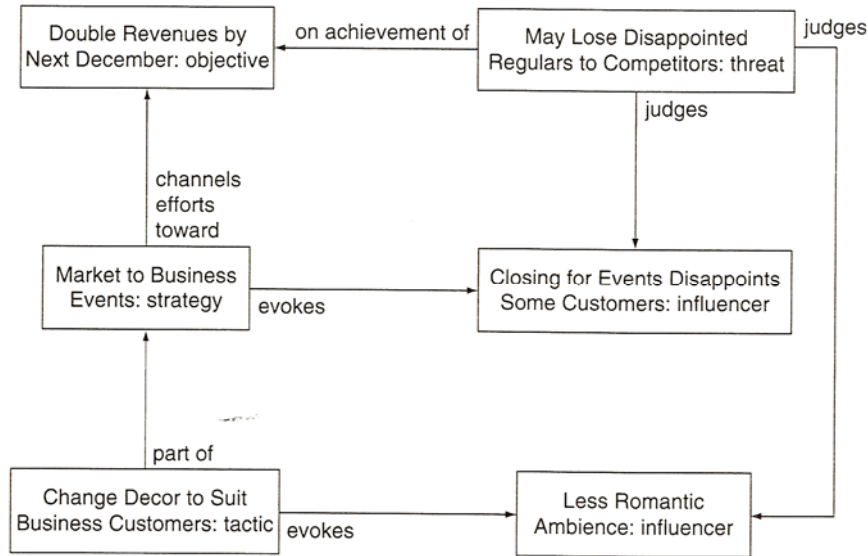 Double Revenues by
Next December: objective
on achievement of
May Lose Disappointed
Regulars to Competitors: threat
judges
judges
channels
efforts
toward
Market to Business
Events: strategy
evokes
Closing for Events Disappoints
Some Customers: influencer
part of
Change Decor to Suit
Business Customers: tactic
evokes
Less Romantic
Ambience: influencer